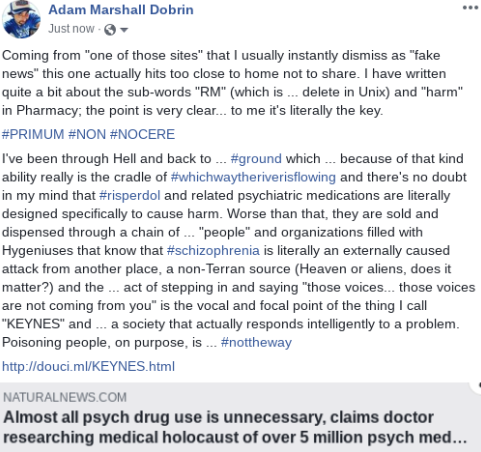 Adam Marshall Dobrin
Just now ·
Coming from "one of those sites" that I usually instantly dismiss as "fake
news" this one actually hits too close to home not to share. I have written
quite a bit about the sub-words "RM" (which is ... delete in Unix) and "harm"
in Pharmacy; the point is very clear... to me it's literally the key.
#PRIMUM #NON #NOCERE
I've been through Hell and back to ... #ground which ... because of that kind
ability really is the cradle of #whichwaytheriverisflowing and there's no doubt
in my mind that #risperdol and related psychiatric medications are literally
designed specifically to cause harm. Worse than that, they are sold and
dispensed through a chain of ... "people" and organizations filled with
Hygeniuses that know that #schizophrenia is literally an externally caused
attack from another place, a non-Terran source (Heaven or aliens, does it
matter?) and the ... act of stepping in and saying "those voices... those voices
are not coming from you" is the vocal and focal point of the thing I call
"KEYNES" and ... a society that actually responds intelligently to a problem.
Poisoning people, on purpose, is ... #nottheway
http://douci.ml/KEYNES.html
NATURALNEWS.COM
Almost all psych drug use is unnecessary, claims doctor
researching medical holocaust of over 5 million psych med...